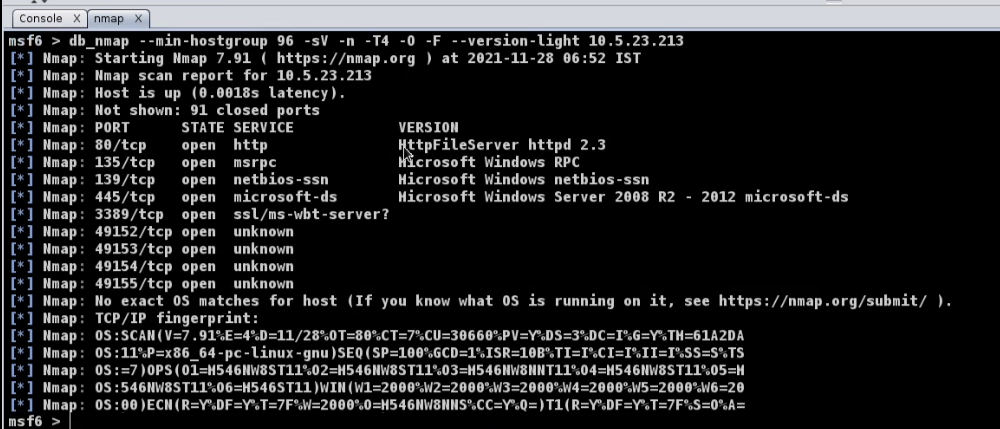 Console X nmap X
msf6 > db_nmap --min-hostgroup 96 -sV -n -T4 -O -F --version-light 10.5.23.213
[*] Nmap: Starting Nmap 7.91 ( https://nmap.org ) at 2021-11-28 06:52 IST
[*] Nmap: Nmap scan report for 10.5.23.213
[*] Nmap: Host is up (0.0018s latency).
[*] Nmap: Not shown: 91 closed ports
[*] Nmap: PORT STATE SERVICE VERSION
[*] Nmap: 80/tcp open http HttpFileServer httpd 2.3
[*] Nmap: 135/tcp open msrpc Microsoft Windows RPC
[*] Nmap: 139/tcp open netbios-ssn Microsoft Windows netbios-ssn
[*] Nmap: 445/tcp open microsoft-ds Microsoft Windows Server 2008 R2 - 2012 microsoft-ds
[*] Nmap: 3389/tcp open ssl/ms-wbt-server?
[*] Nmap: 49152/tcp open unknown
[*] Nmap: 49153/tcp open unknown
[*] Nmap: 49154/tcp open unknown
[*] Nmap: 49155/tcp open unknown
[*] Nmap: No exact OS matches for host (If you know what OS is running on it, see https://nmap.org/submit/ ).
[*] Nmap: TCP/IP fingerprint:
[*] Nmap: OS:SCAN(V=7.91%E=4%D=11/28%OT=80%CT=7%CU=30660%PV=Y%DS=3%DC=I%G=Y%TM=61A2DA
[*] Nmap: OS:11%P=x86_64-pc-linux-gnu)SEQ(SP=100%GCD=1%ISR=10B%TI=I%CI=I%II=I%SS=S%TS
[*] Nmap: OS:=7)OPS(O1=M546NW8ST11%O2=M546NW8ST11%O3=M546NW8NNT11%O4=M546NW8ST11%O5=M
[*] Nmap: OS:546NW8ST11%O6=M546ST11)WIN(W1=2000%W2=2000%W3=2000%W4=2000%W5=2000%W6=20
[*] Nmap: OS:00)ECN(R=Y%DF=Y%T=7F%W=2000%O=M546NW8NNS%CC=Y%Q=)T1(R=Y%DF=Y%T=7F%S=O%A=
msf6 >